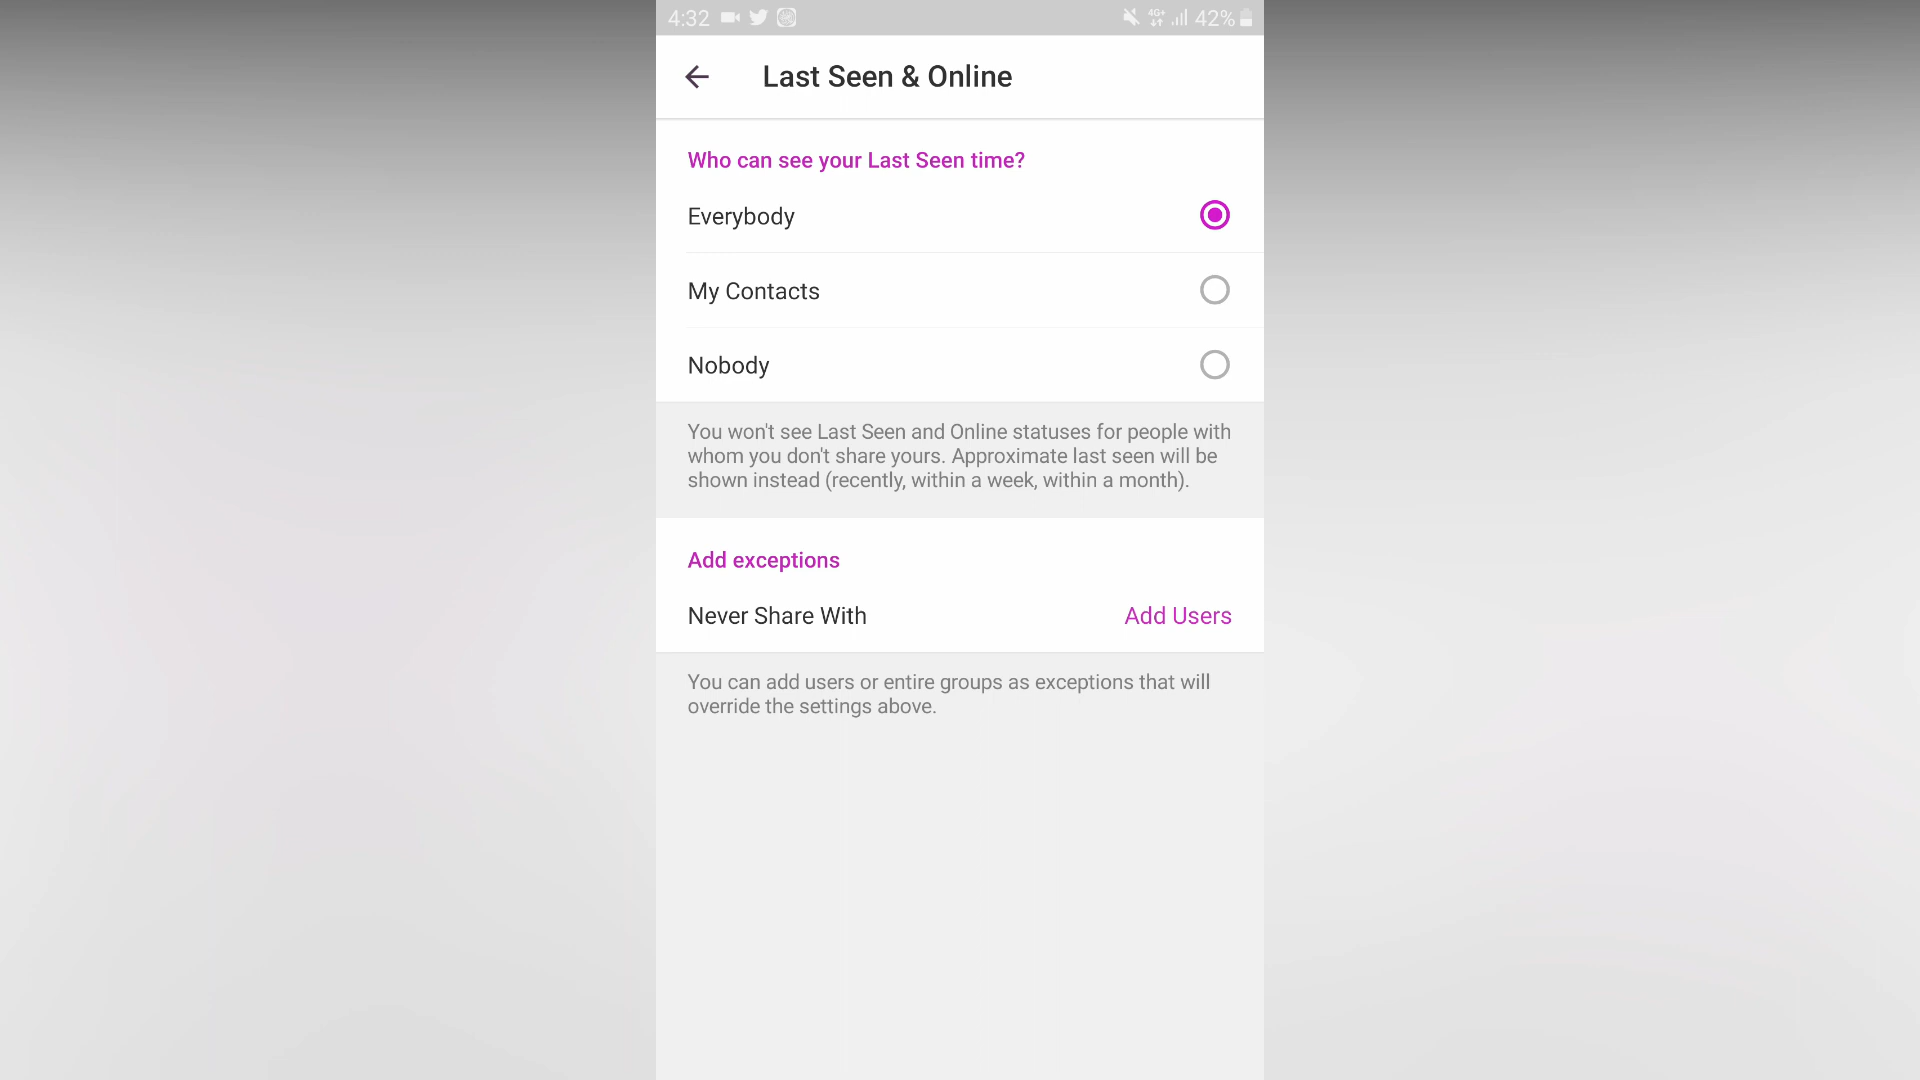 4:32 4G+ 42%
Last Seen & Online
Who can see your Last Seen time?
Everybody
My Contacts
Nobody
You won't see Last Seen and Online statuses for people with
whom you don't share yours. Approximate last seen will be
shown instead (recently, within a week, within a month).
Add exceptions
Never Share With Add Users
You can add users or entire groups as exceptions that will
override the settings above.